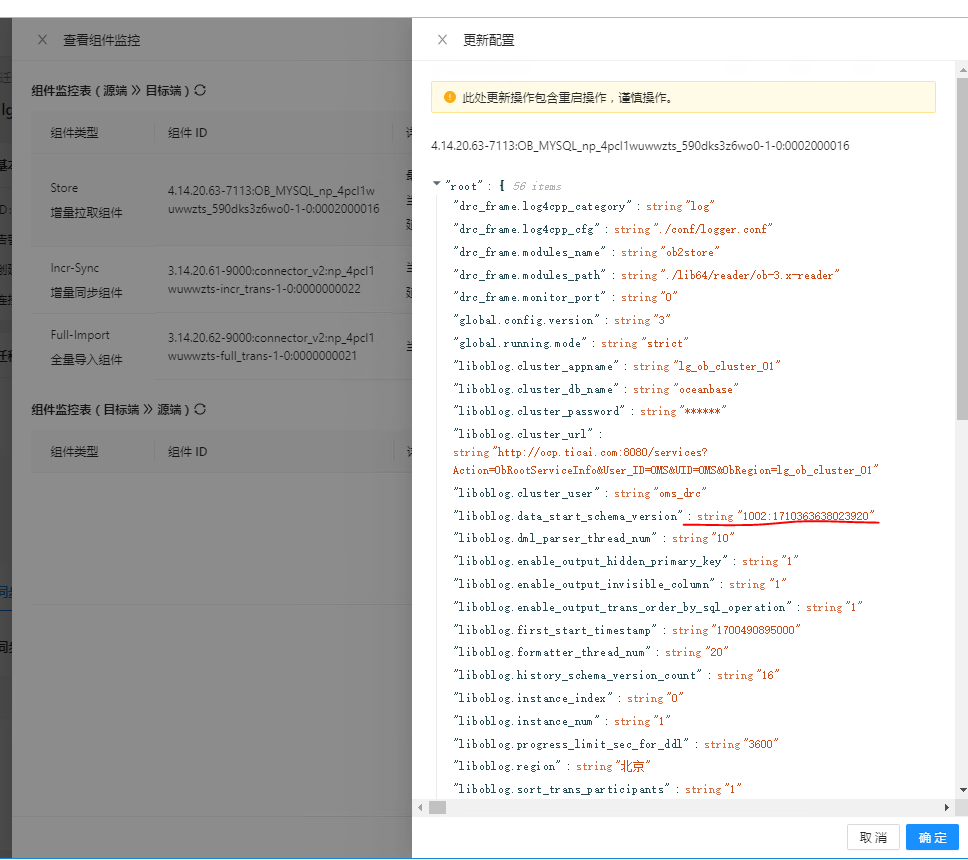 查看组件监控
组件监控表 ( 源端 》 目标端 )
组件类型 组件 ID
Store
增量拉取组件
4.14.20.63-7113:OB_MYSQL_np_4pcl1w
uwwzts_590dks3z6wo0-1-0:0002000016
Incr-Sync
增量同步组件
3.14.20.61-9000:connector_v2:np_4pcl1
wuwwzts-incr_trans-1-0:0000000022
Full-Import
全量导入组件
3.14.20.62-9000:connector_v2:np_4pcl1
wuwwzts-full_trans-1-0:0000000021
组件监控表 ( 目标端 》 源端 )
组件类型 组件 ID
更新配置
此处更新操作包含重启操作，谨慎操作。
4.14.20.63-7113:OB_MYSQL_np_4pcl1wuwwzts_590dks3z6wo0-1-0:0002000016
"root" : { 56 items
"drc_frame.log4cpp_category" : string "log"
"drc_frame.log4cpp_cfg" : string "./conf/logger.conf"
"drc_frame.modules_name" : string "ob2store"
"drc_frame.modules_path" : string "./lib64/reader/ob-3.x-reader"
"drc_frame.monitor_port" : string "0"
"global.config.version" : string "3"
"global.running.mode" : string "strict"
"liboblog.cluster_appname" : string "lg_ob_cluster_01"
"liboblog.cluster_db_name" : string "oceanbase"
"liboblog.cluster_password" : string "******"
"liboblog.cluster_url" :
string "http://ocp.ticai.com:8080/services?
Action=ObRootServiceInfo&User_ID=OMS&UID=OMS&ObRegion=lg_ob_cluster_01"
"liboblog.cluster_user" : string "oms_drc"
"liboblog.data_start_schema_version" : string "1002:1710363638023920"
"liboblog.dml_parser_thread_num" : string "10"
"liboblog.enable_output_hidden_primary_key" : string "1"
"liboblog.enable_output_invisible_column" : string "1"
"liboblog.enable_output_trans_order_by_sql_operation" : string "1"
"liboblog.first_start_timestamp" : string "1700490895000"
"liboblog.formatter_thread_num" : string "20"
"liboblog.history_schema_version_count" : string "16"
"liboblog.instance_index" : string "0"
"liboblog.instance_num" : string "1"
"liboblog.progress_limit_sec_for_ddl" : string "3600"
"liboblog.region" : string "北京"
"liboblog.sort_trans_participants" : string "1"
取 消 确 定